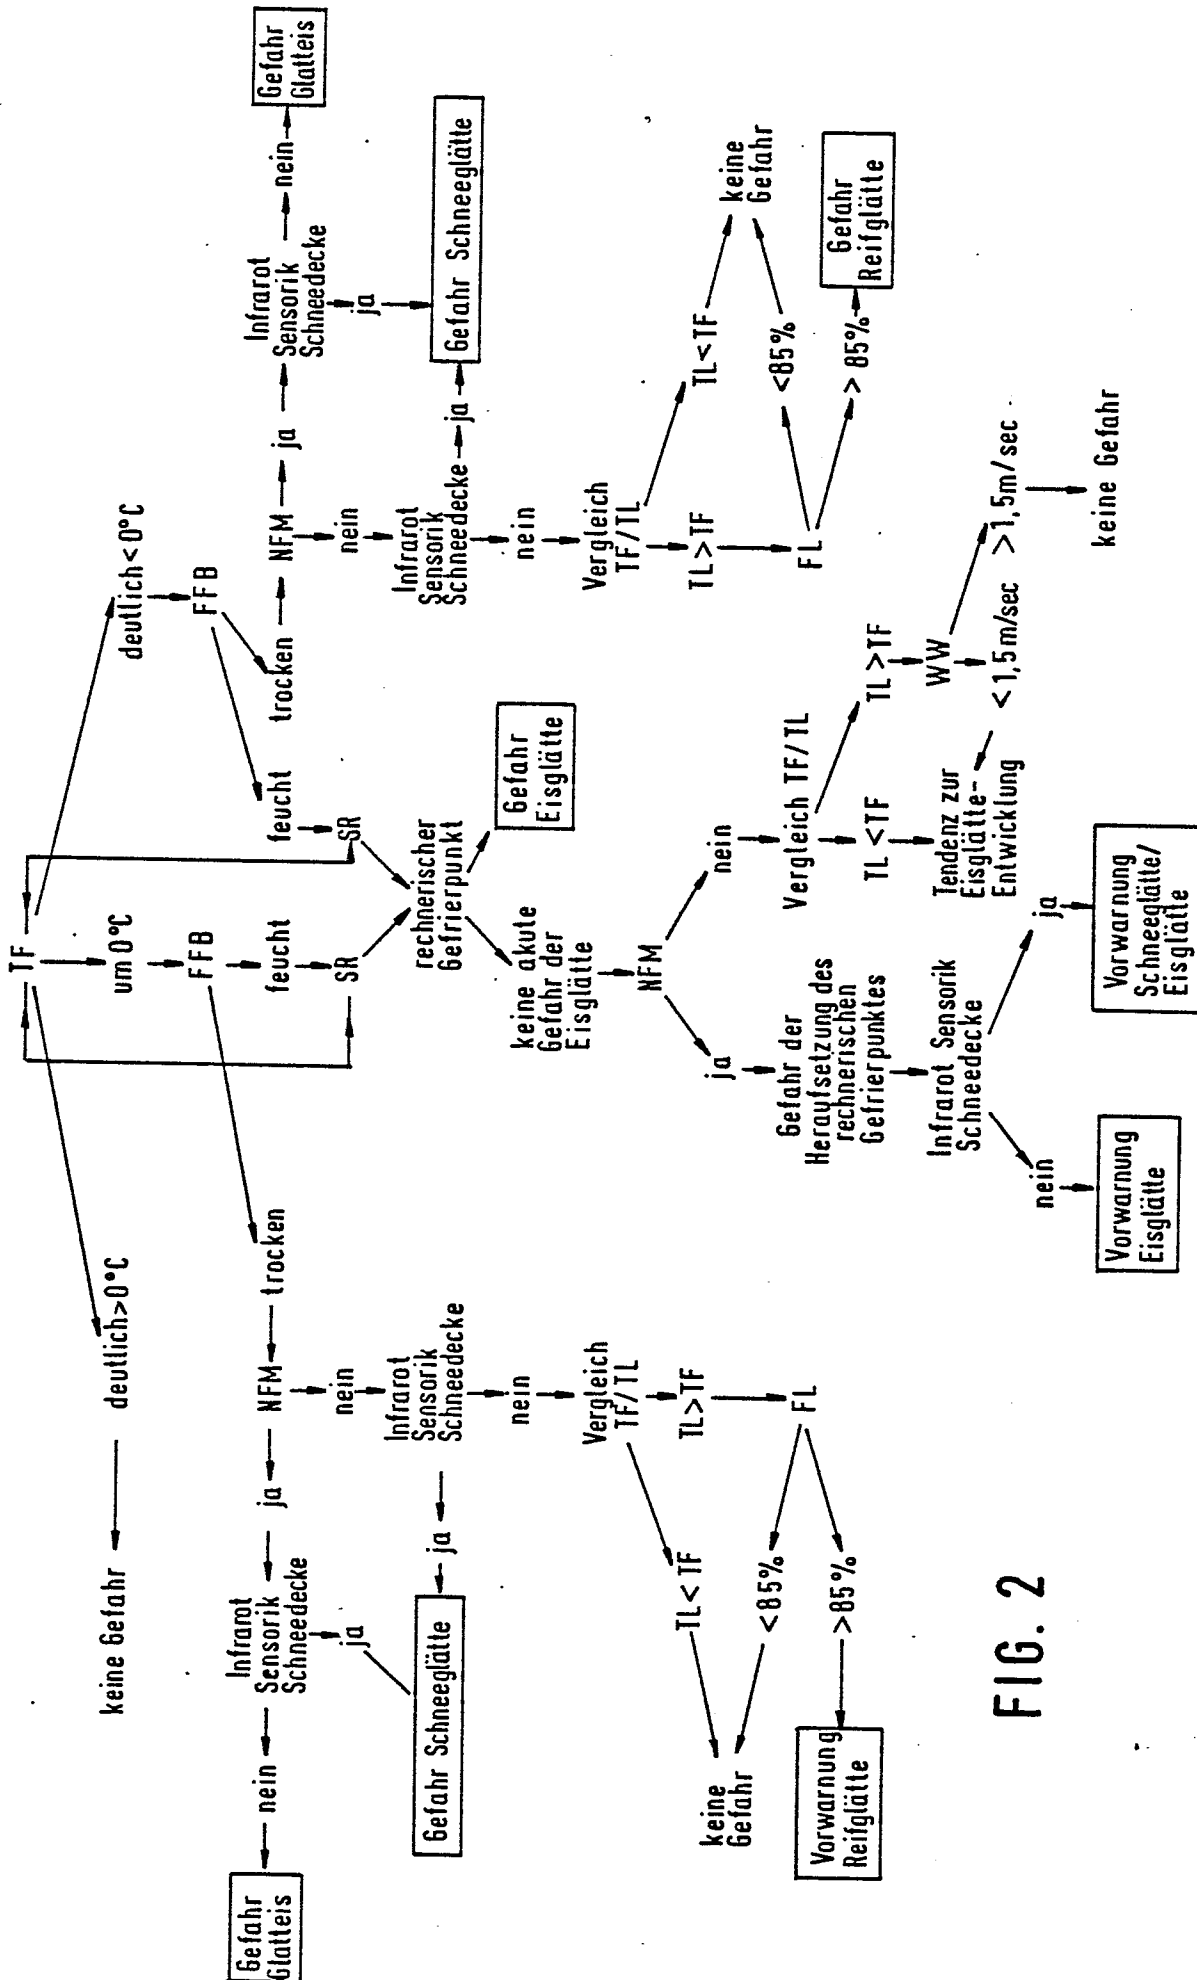 TF
deutlich>0°C
um 0°C
deutlich<0°C
keine Gefahr
FFB
FFB
trocken
feucht
feucht
trocken
Gefahr
Glatteis
nein
Infrarot
Sensorik
Schneedecke
ja
NFM
SR
SR
NFM
ja
Infrarot
Sensorik
Schneedecke
nein
Gefahr
Glatteis
ja
nein
nein
ja
Gefahr Schneeglätte
ja
Infrarot
Sensorik
Schneedecke
rechnerischer
Gefrierpunkt
Infrarot
Sensorik
Schneedecke
ja
Gefahr Schneeglätte
nein
keine akute
Gefahr der
Eisglätte
Gefahr
Eisglätte
nein
Vergleich
TF/TL
NFM
Vergleich
TF/TL
TL<TF
TL>TF
ja
nein
TL>TF
TL<TF
keine
Gefahr
<85%
FL
Gefahr der
Heraufsetzung des
rechnerischen
Gefrierpunktes
Vergleich TF/TL
FL
<85%
keine
Gefahr
Vorwarnung
Reifglätte
>85%
TL<TF
TL>TF
>85%
Gefahr
Reifglätte
Infrarot Sensorik
Schneedecke
Tendenz zur
Eisglätte-
Entwicklung
WW
<1,5m/sec
>1,5m/sec
nein
ja
keine Gefahr
Vorwarnung
Eisglätte
Vorwarnung
Schneeglätte/
Eisglätte
FIG. 2